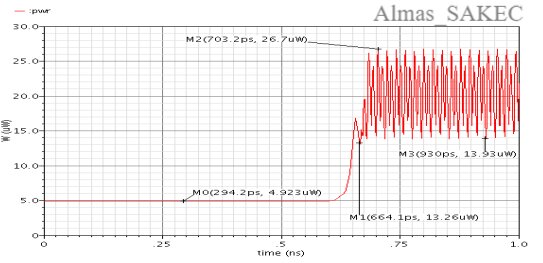 :pwr
Almas_SAKEC
30.0
25.0
20.0
15.0
10.0
5.0
0
W (uW)
M2(703.2ps, 26.7uW)
M3(930ps, 13.93uW)
M0(294.2ps, 4.923uW)
M1(664.1ps, 13.26uW)
0 .25 .5 .75 1.0
time (ns)